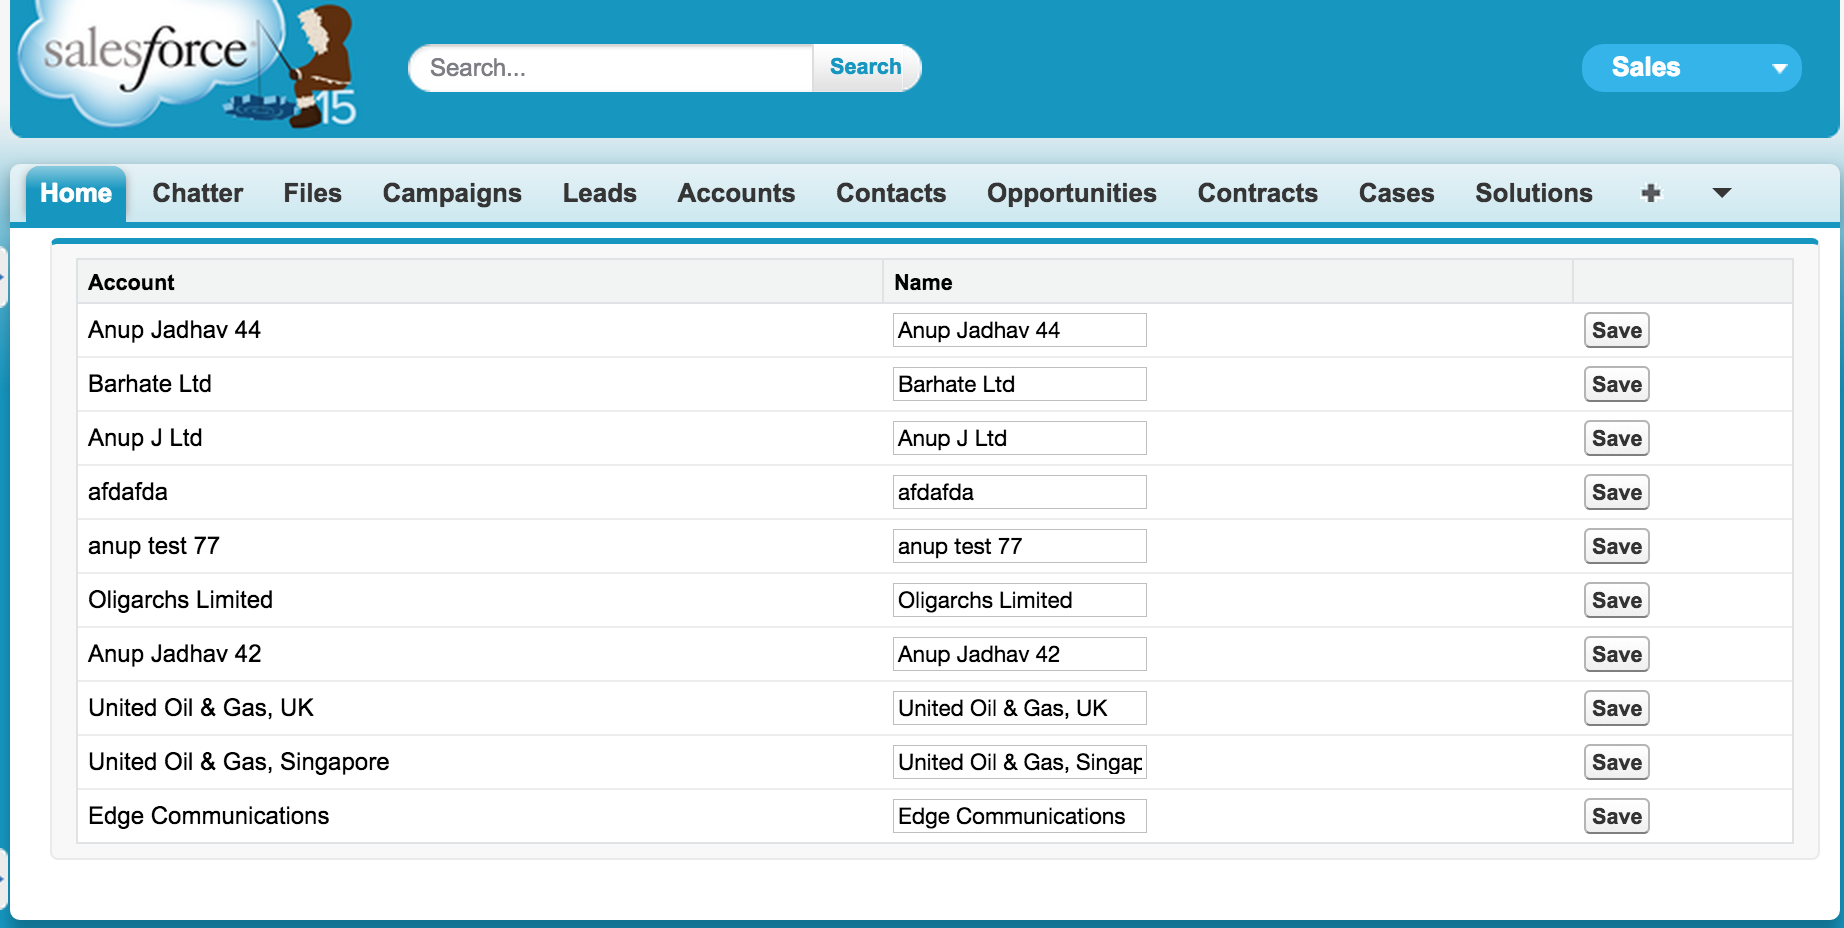 salesforce
15
Search...
Search
Sales
Home Chatter Files Campaigns Leads Accounts Contacts Opportunities Contracts Cases Solutions +
Account Name
Anup Jadhav 44 Anup Jadhav 44 Save
Barhate Ltd Barhate Ltd Save
Anup J Ltd Anup J Ltd Save
afdafda afdafda Save
anup test 77 anup test 77 Save
Oligarchs Limited Oligarchs Limited Save
Anup Jadhav 42 Anup Jadhav 42 Save
United Oil & Gas, UK United Oil & Gas, UK Save
United Oil & Gas, Singapore United Oil & Gas, Singap Save
Edge Communications Edge Communications Save